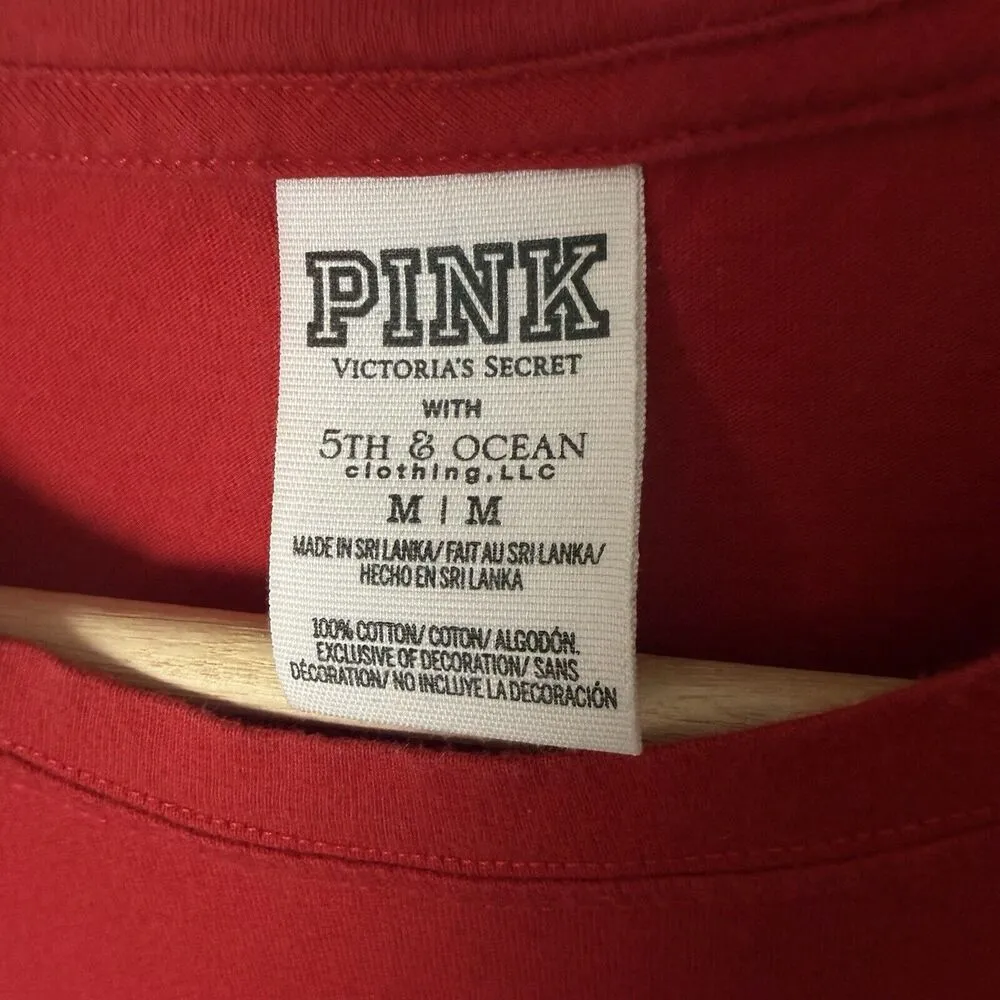 PINK
VICTORIA'S SECRET
WITH
5TH & OCEAN
clothing, LLC
M | M
MADE IN SRI LANKA/ FAIT AU SRI LANKA/
HECHO EN SRI LANKA
100% COTTON/ COTON/ ALGODÓN.
EXCLUSIVE OF DECORATION/ SANS
DÉCORATION/ NO INCLUYE LA DECORACIÓN